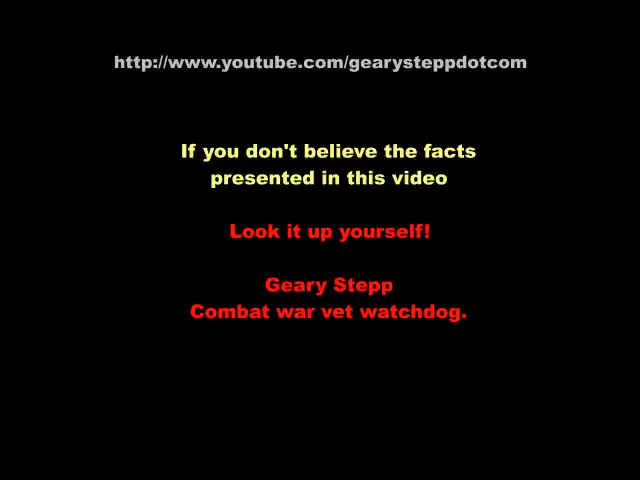 http://www.youtube.com/gearysteppdotcom
If you don't believe the facts
presented in this video
Look it up yourself!
Geary Stepp
Combat war vet watchdog.